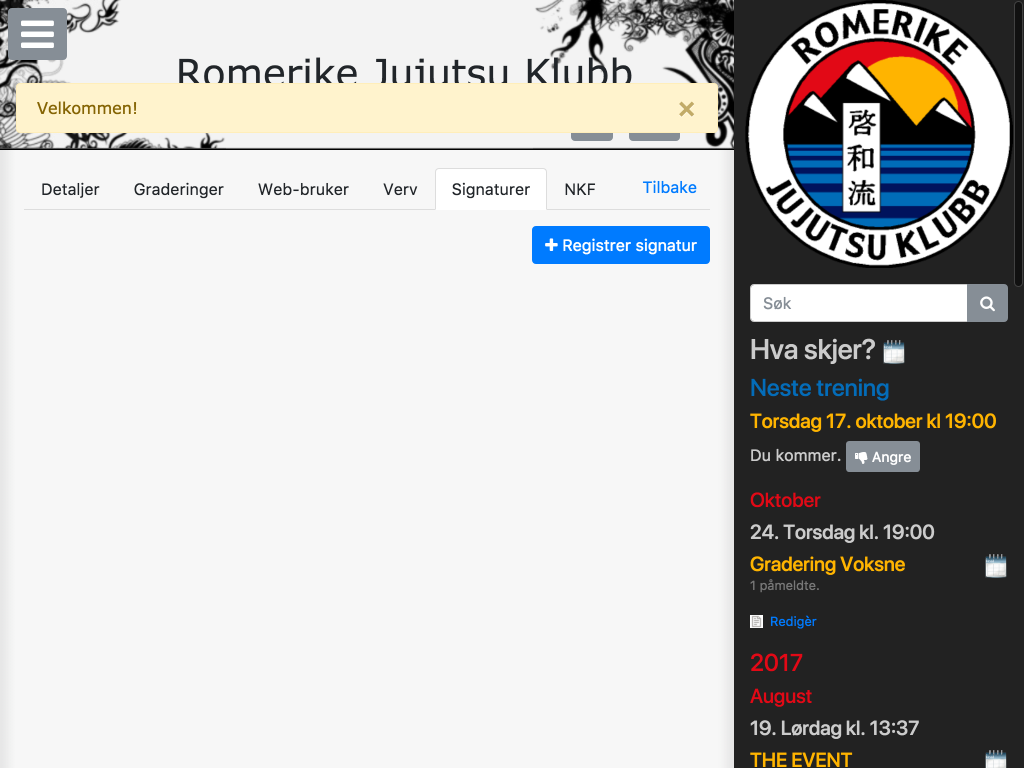 Romerike Jujutsu Klubb
Velkommen!
×
Detaljer
Graderinger
Web-bruker
Verv
Signaturer
NKF
Tilbake
Registrer signatur
ROMERIKE
啓和流
JUJUTSU KLUBB
Søk
Hva skjer?
Neste trening
Torsdag 17. oktober kl 19:00
Du kommer. Angre
Oktober
24. Torsdag kl. 19:00
Gradering Voksne
1 påmeldte.
Redigèr
2017
August
19. Lørdag kl. 13:37
THE EVENT